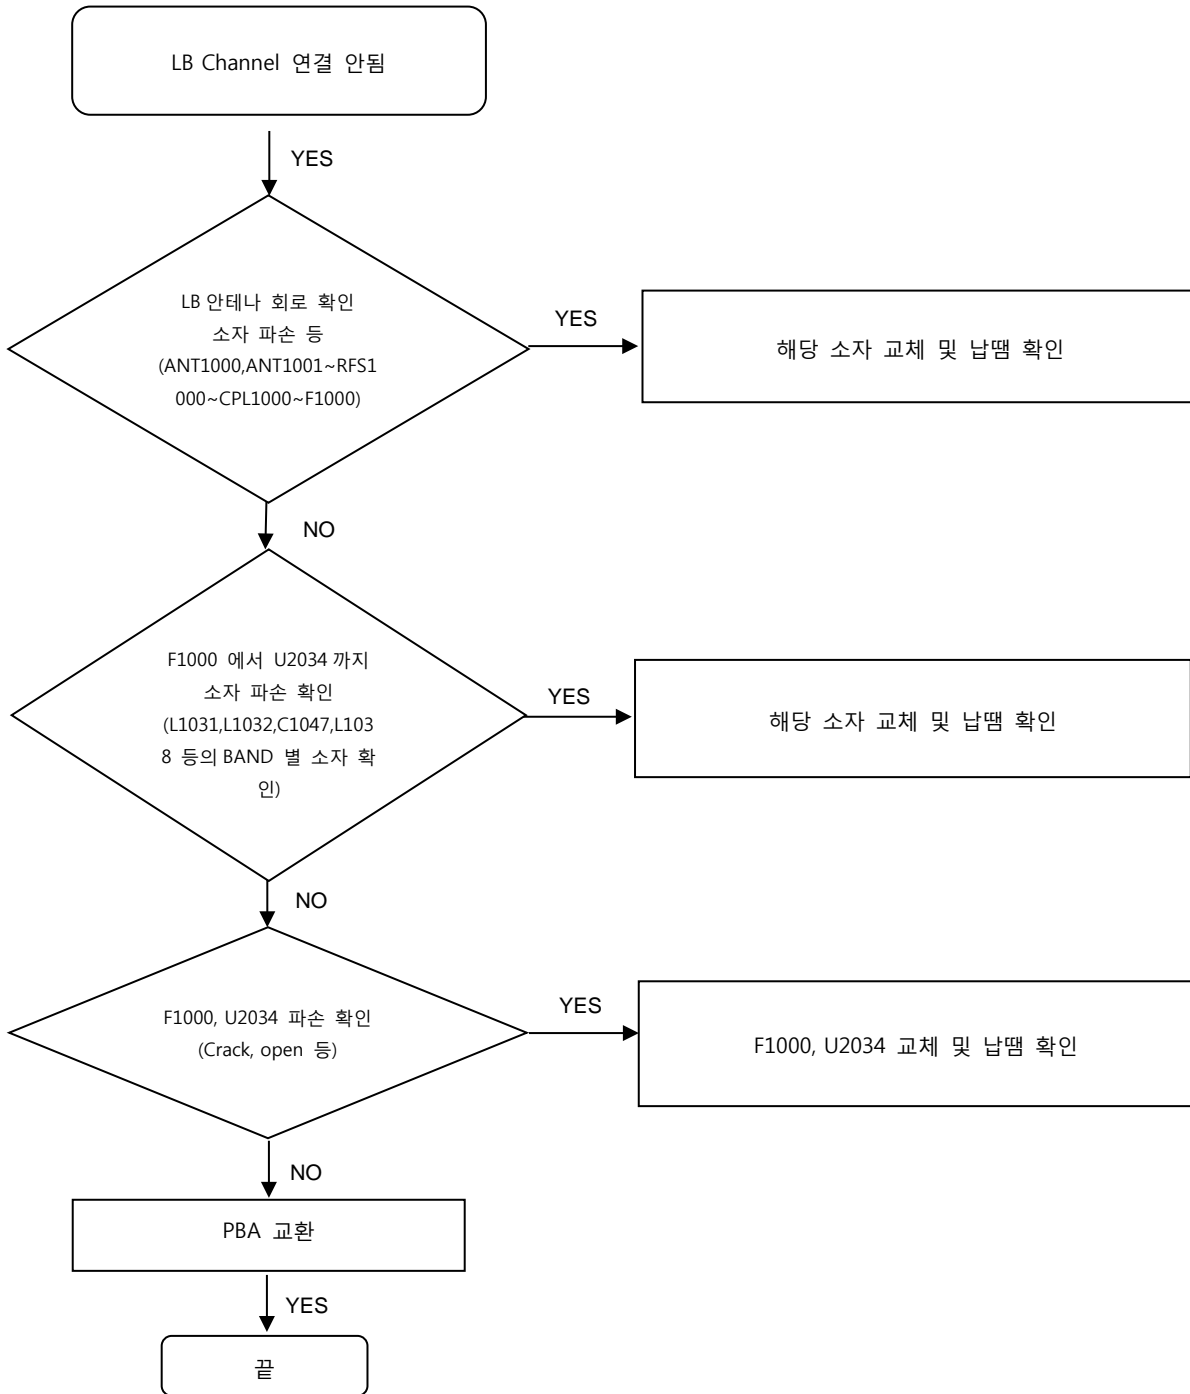 LB Channel 연결 안됨
YES
LB 안테나 회로 확인
소자 파손 등
(ANT1000,ANT1001~RFS1
000~CPL1000~F1000)
YES
해당 소자 교체 및 납땜 확인
NO
F1000 에서 U2034 까지
소자 파손 확인
(L1031,L1032,C1047,L103
8 등의 BAND 별 소자 확
인)
YES
해당 소자 교체 및 납땜 확인
NO
F1000, U2034 파손 확인
(Crack, open 등)
YES
F1000, U2034 교체 및 납땜 확인
NO
PBA 교환
YES
끝